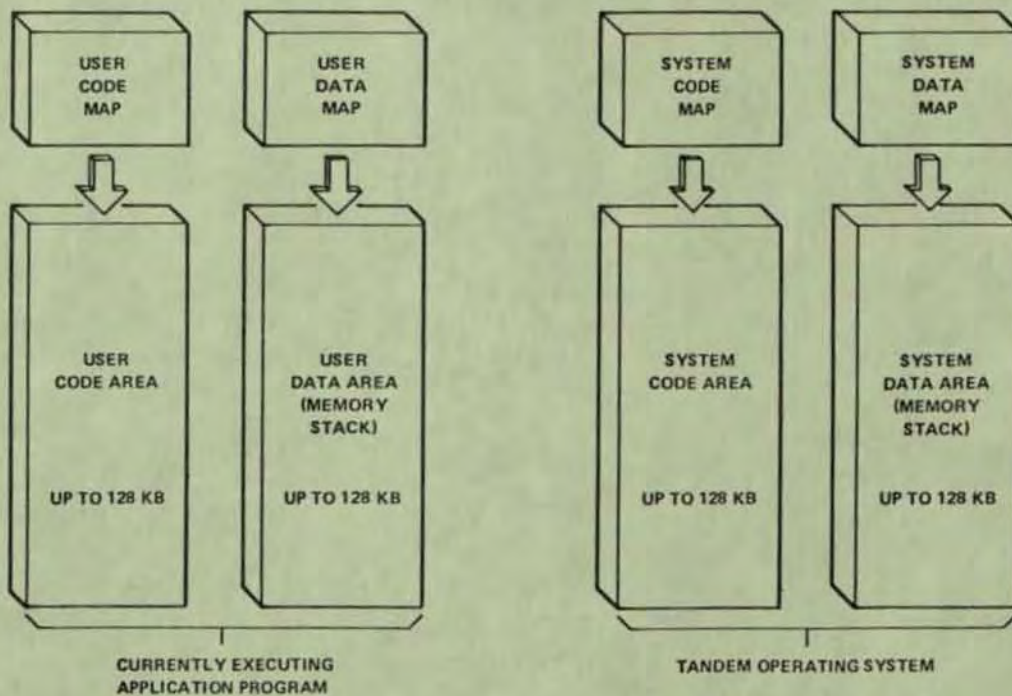 USER
CODE
MAP
USER
DATA
MAP
SYSTEM
CODE
MAP
SYSTEM
DATA
MAP
USER
CODE AREA
UP TO 128 KB
USER
DATA AREA
(MEMORY
STACK)
UP TO 128 KB
SYSTEM
CODE AREA
UP TO 128 KB
SYSTEM
DATA AREA
(MEMORY
STACK)
UP TO 128 KB
CURRENTLY EXECUTING
APPLICATION PROGRAM
TANDEM OPERATING SYSTEM